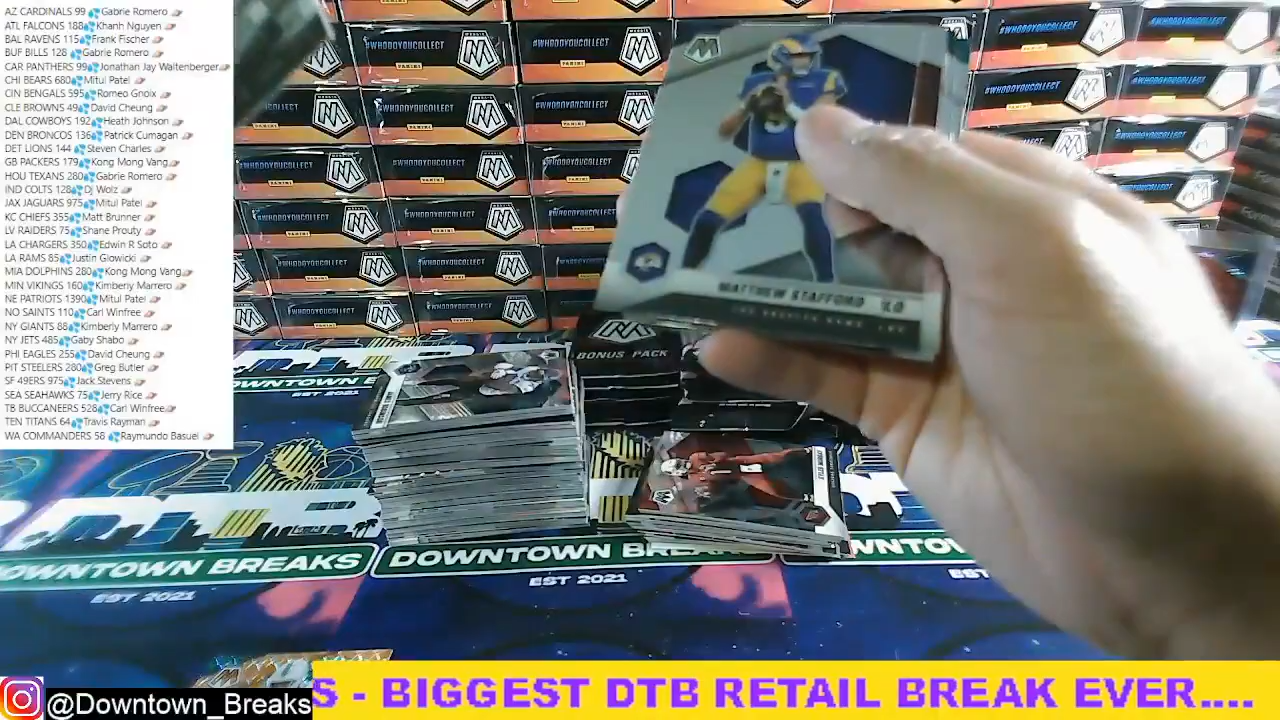 AZ CARDINALS 99 Gabrie Romero
ATL FALCONS 188 Khanh Nguyen
BAL RAVENS 115 Frank Fischer
BUF BILLS 128 Gabrie Romero
CAR PANTHERS 99 Jonathan Jay Waltenberger
CHI BEARS 680 Mitul Patel
CIN BENGALS 595 Romeo Gnoix
CLE BROWNS 49 David Cheung
DAL COWBOYS 192 Heath Johnson
DEN BRONCOS 136 Patrick Cumagan
DET LIONS 144 Steven Charles
GB PACKERS 179 Kong Mong Vang
HOU TEXANS 280 Gabrie Romero
IND COLTS 128 DJ Wolz
JAX JAGUARS 975 Mitul Patel
KC CHIEFS 355 Matt Brunner
LV RAIDERS 75 Shane Prouty
LA CHARGERS 350 Edwin R Soto
LA RAMS 85 Justin Glowicki
MIA DOLPHINS 280 Kong Mong Vang
MIN VIKINGS 160 Kimberly Marrero
NE PATRIOTS 1390 Mitul Patel
NO SAINTS 110 Carl Winfree
NY GIANTS 88 Kimberly Marrero
NY JETS 485 Gaby Shabo
PHI EAGLES 255 David Cheung
PIT STEELERS 280 Greg Butler
SF 49ERS 975 Jack Stevens
SEA SEAHAWKS 75 Jerry Rice
TB BUCCANEERS 528 Carl Winfree
TEN TITANS 64 Travis Rayman
WA COMMANDERS 58 Raymundo Basuel
#WHODOYOUCOLLECT
PANINI
MATTHEW STAFFORD
BONUS PACK
DOWNTOWN BREAKS
EST 2021
@Downtown_Breaks
S - BIGGEST DTB RETAIL BREAK EVER....